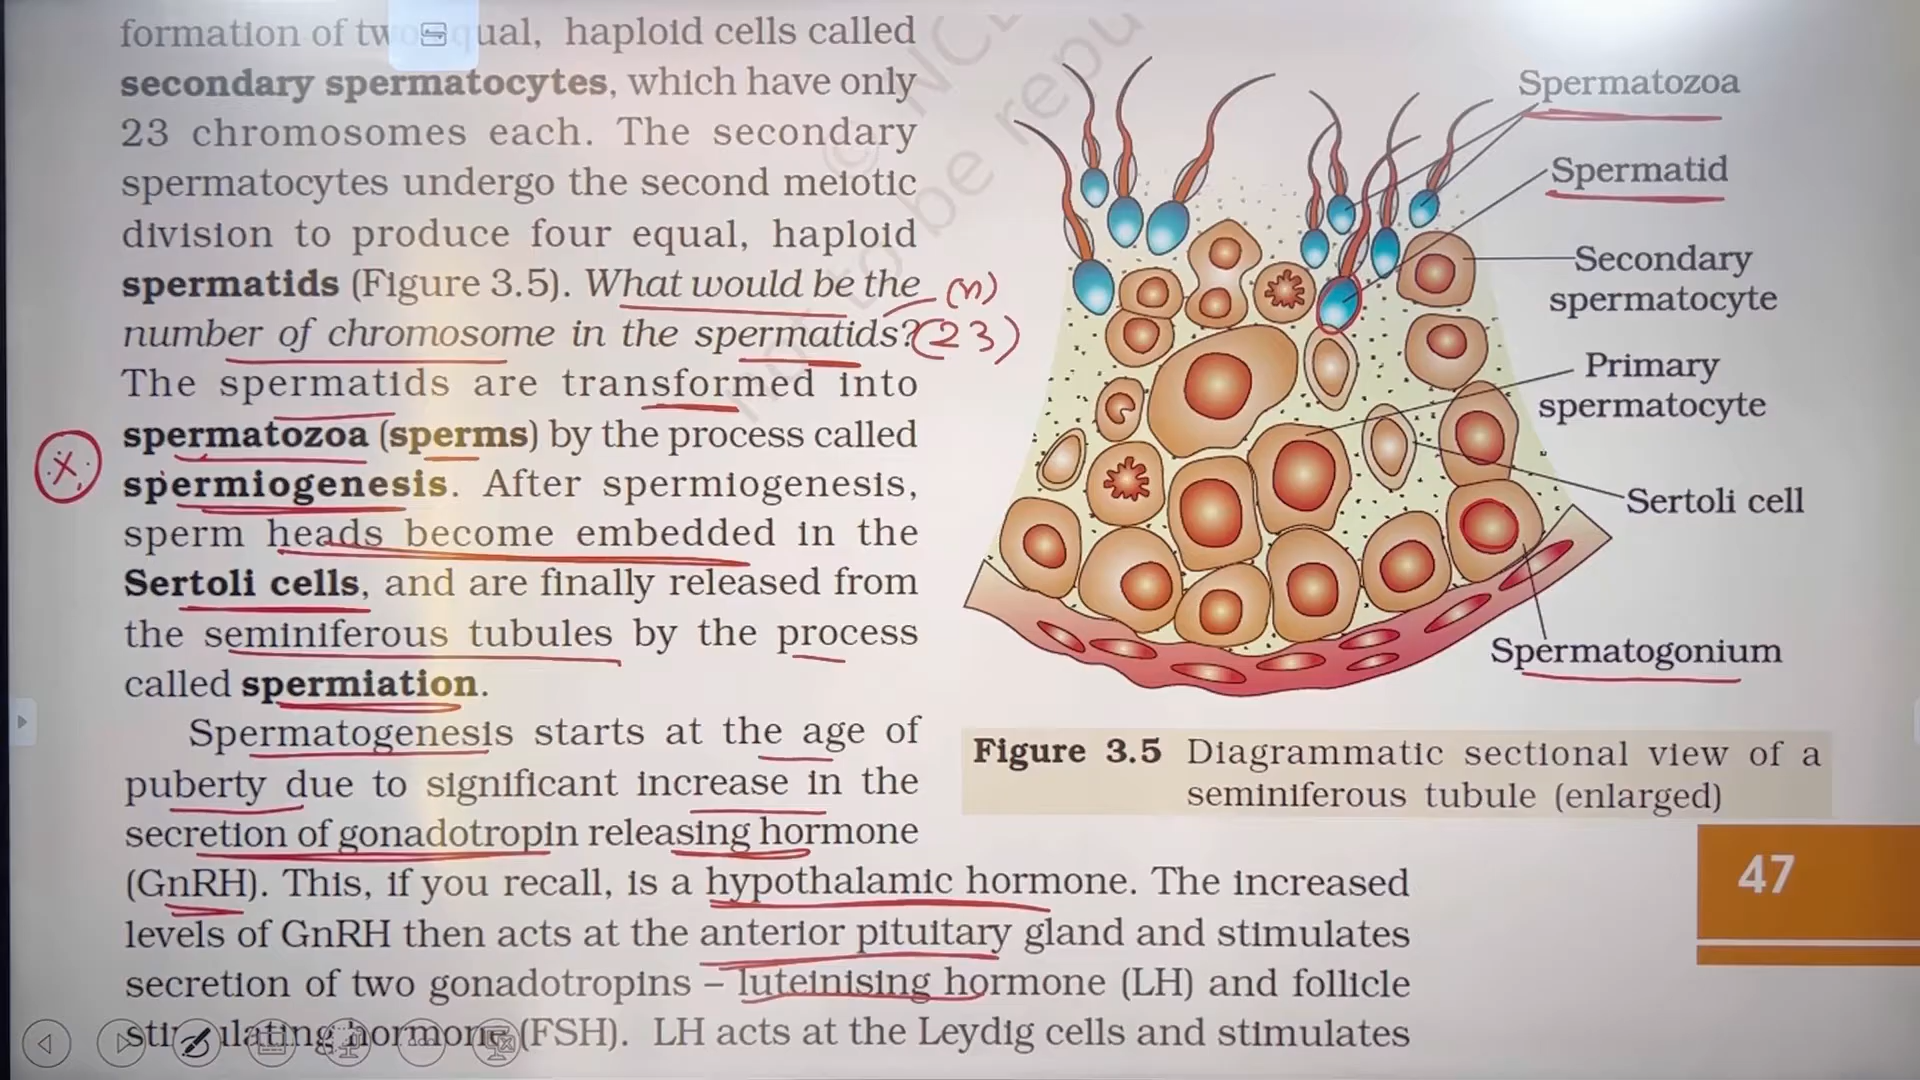 formation of two equal, haploid cells called
secondary spermatocytes, which have only
23 chromosomes each. The secondary
spermatocytes undergo the second meiotic
division to produce four equal, haploid
spermatids (Figure 3.5). What would be the
(n)
number of chromosome in the spermatids?
(23)
The spermatids are transformed into
spermatozoa (sperms) by the process called
spermiogenesis. After spermiogenesis,
sperm heads become embedded in the
Sertoli cells, and are finally released from
the seminiferous tubules by the process
called spermiation.
Spermatogenesis starts at the age of
puberty due to significant increase in the
secretion of gonadotropin releasing hormone
(GnRH). This, if you recall, is a hypothalamic hormone. The increased
levels of GnRH then acts at the anterior pituitary gland and stimulates
secretion of two gonadotropins – luteinising hormone (LH) and follicle
stimulating hormone (FSH). LH acts at the Leydig cells and stimulates
Spermatozoa
Spermatid
Secondary
spermatocyte
Primary
spermatocyte
Sertoli cell
Spermatogonium
Figure 3.5 Diagrammatic sectional view of a
seminiferous tubule (enlarged)
47